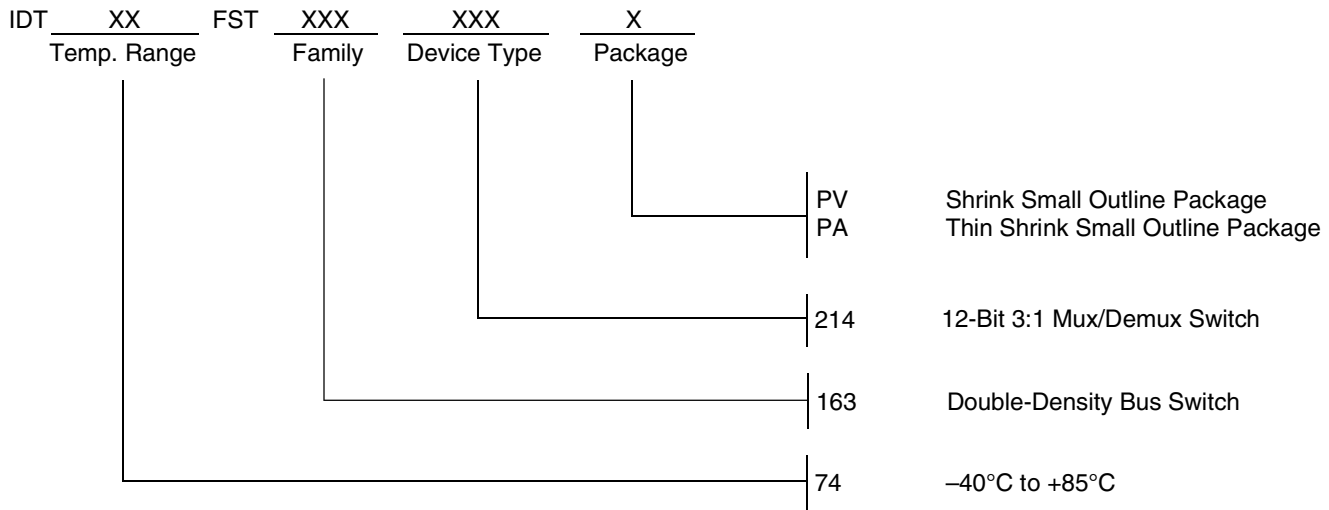 IDT XX FST XXX XXX X
Temp. Range Family Device Type Package
PV Shrink Small Outline Package
PA Thin Shrink Small Outline Package
214 12-Bit 3:1 Mux/Demux Switch
163 Double-Density Bus Switch
74 –40°C to +85°C